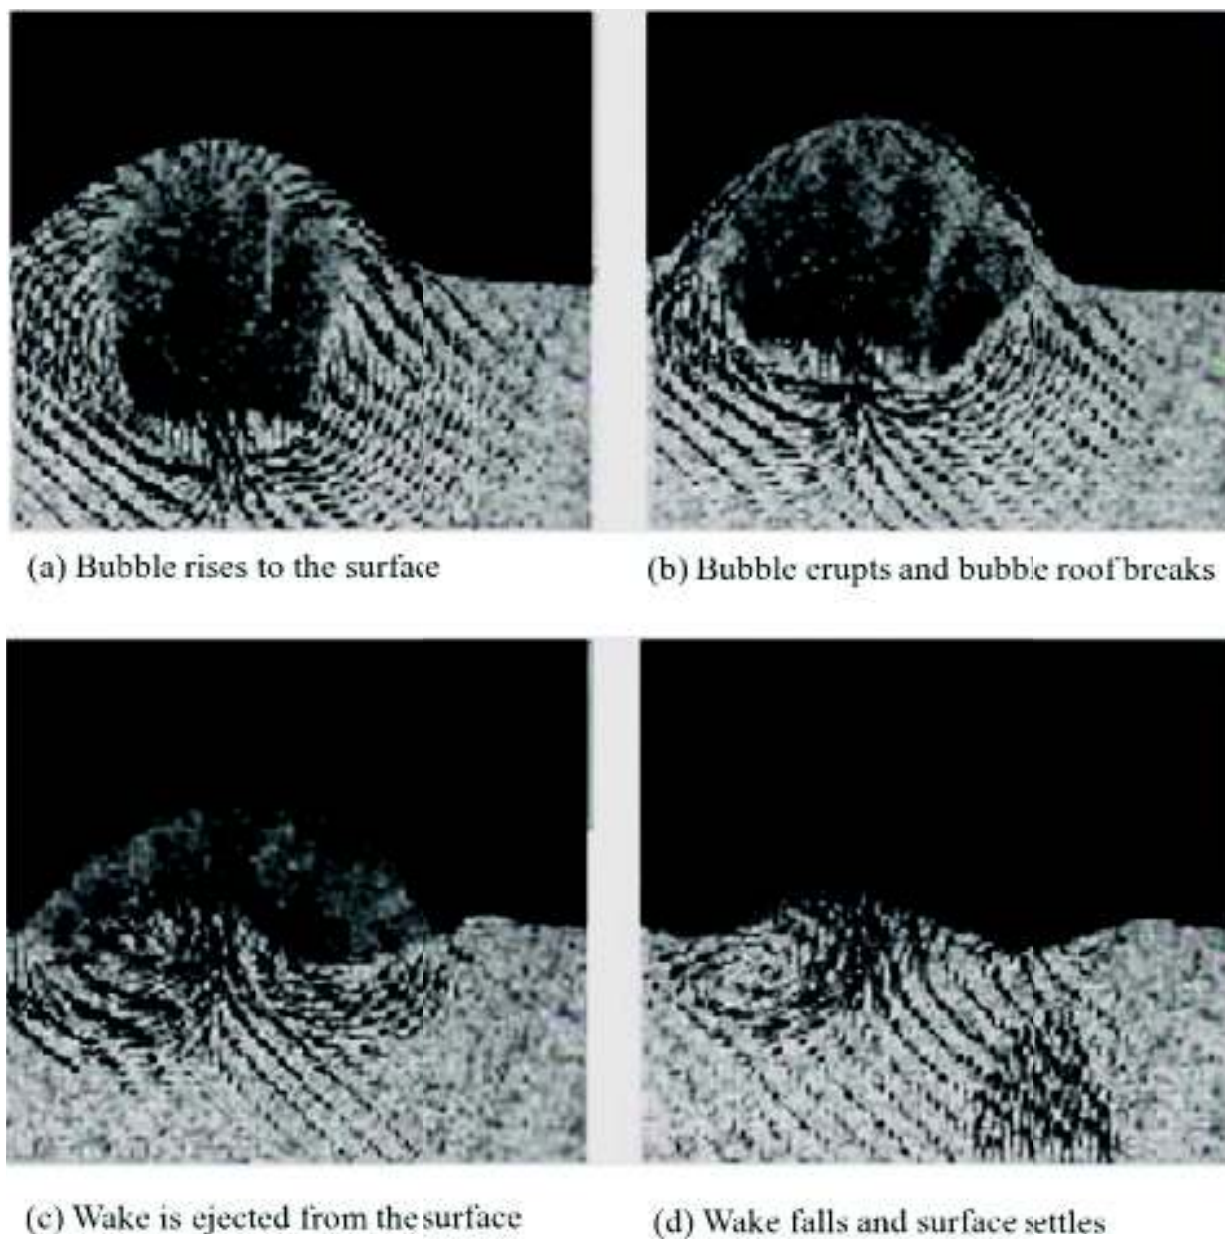 (a) Bubble rises to the surface
(b) Bubble erupts and bubble roof breaks
(c) Wake is ejected from the surface
(d) Wake falls and surface settles